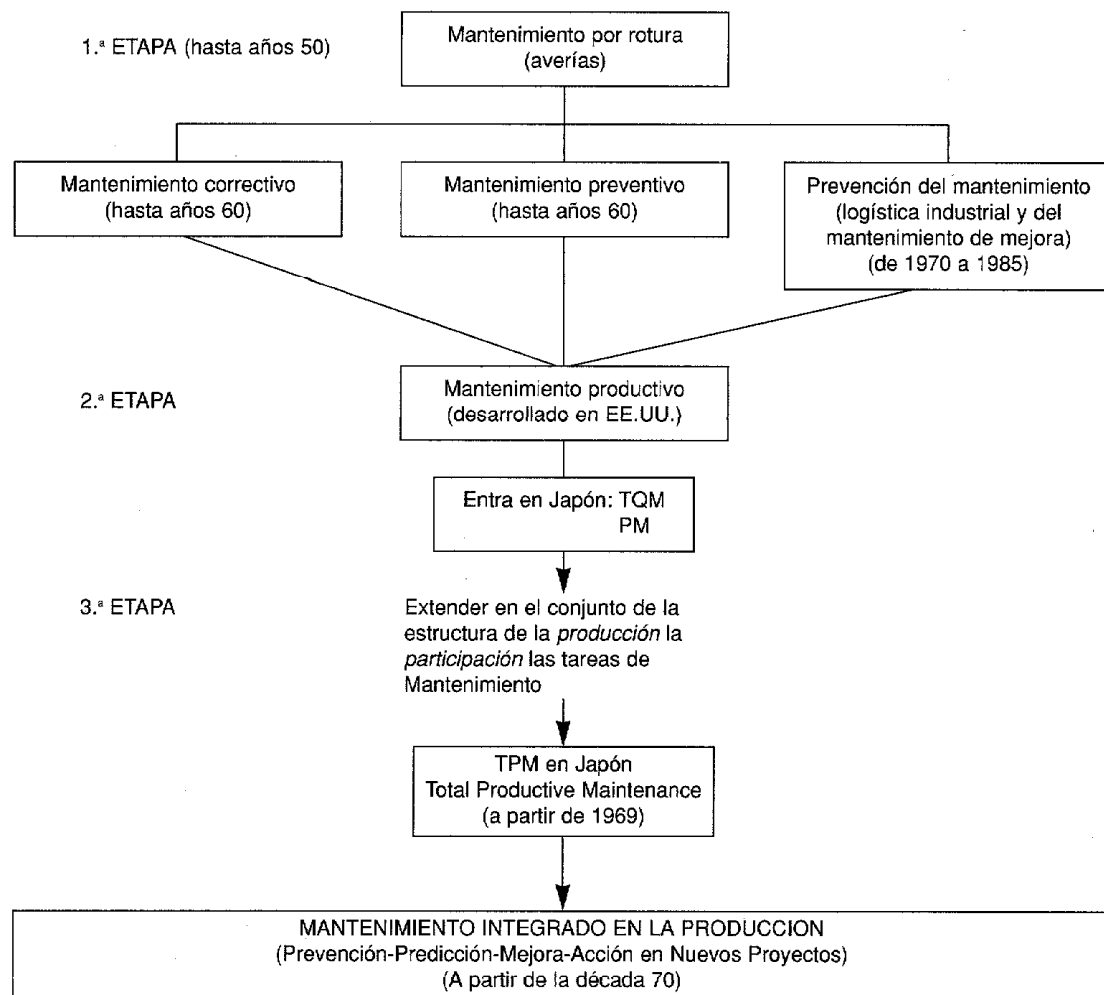 1.ª ETAPA (hasta años 50)
Mantenimiento por rotura
(averías)
Mantenimiento correctivo
(hasta años 60)
Mantenimiento preventivo
(hasta años 60)
Prevención del mantenimiento
(logística industrial y del
mantenimiento de mejora)
(de 1970 a 1985)
2.ª ETAPA
Mantenimiento productivo
(desarrollado en EE.UU.)
Entra en Japón: TQM
PM
3.ª ETAPA
Extender en el conjunto de la
estructura de la producción la
participación las tareas de
Mantenimiento
TPM en Japón
Total Productive Maintenance
(a partir de 1969)
MANTENIMIENTO INTEGRADO EN LA PRODUCCION
(Prevención-Predicción-Mejora-Acción en Nuevos Proyectos)
(A partir de la década 70)